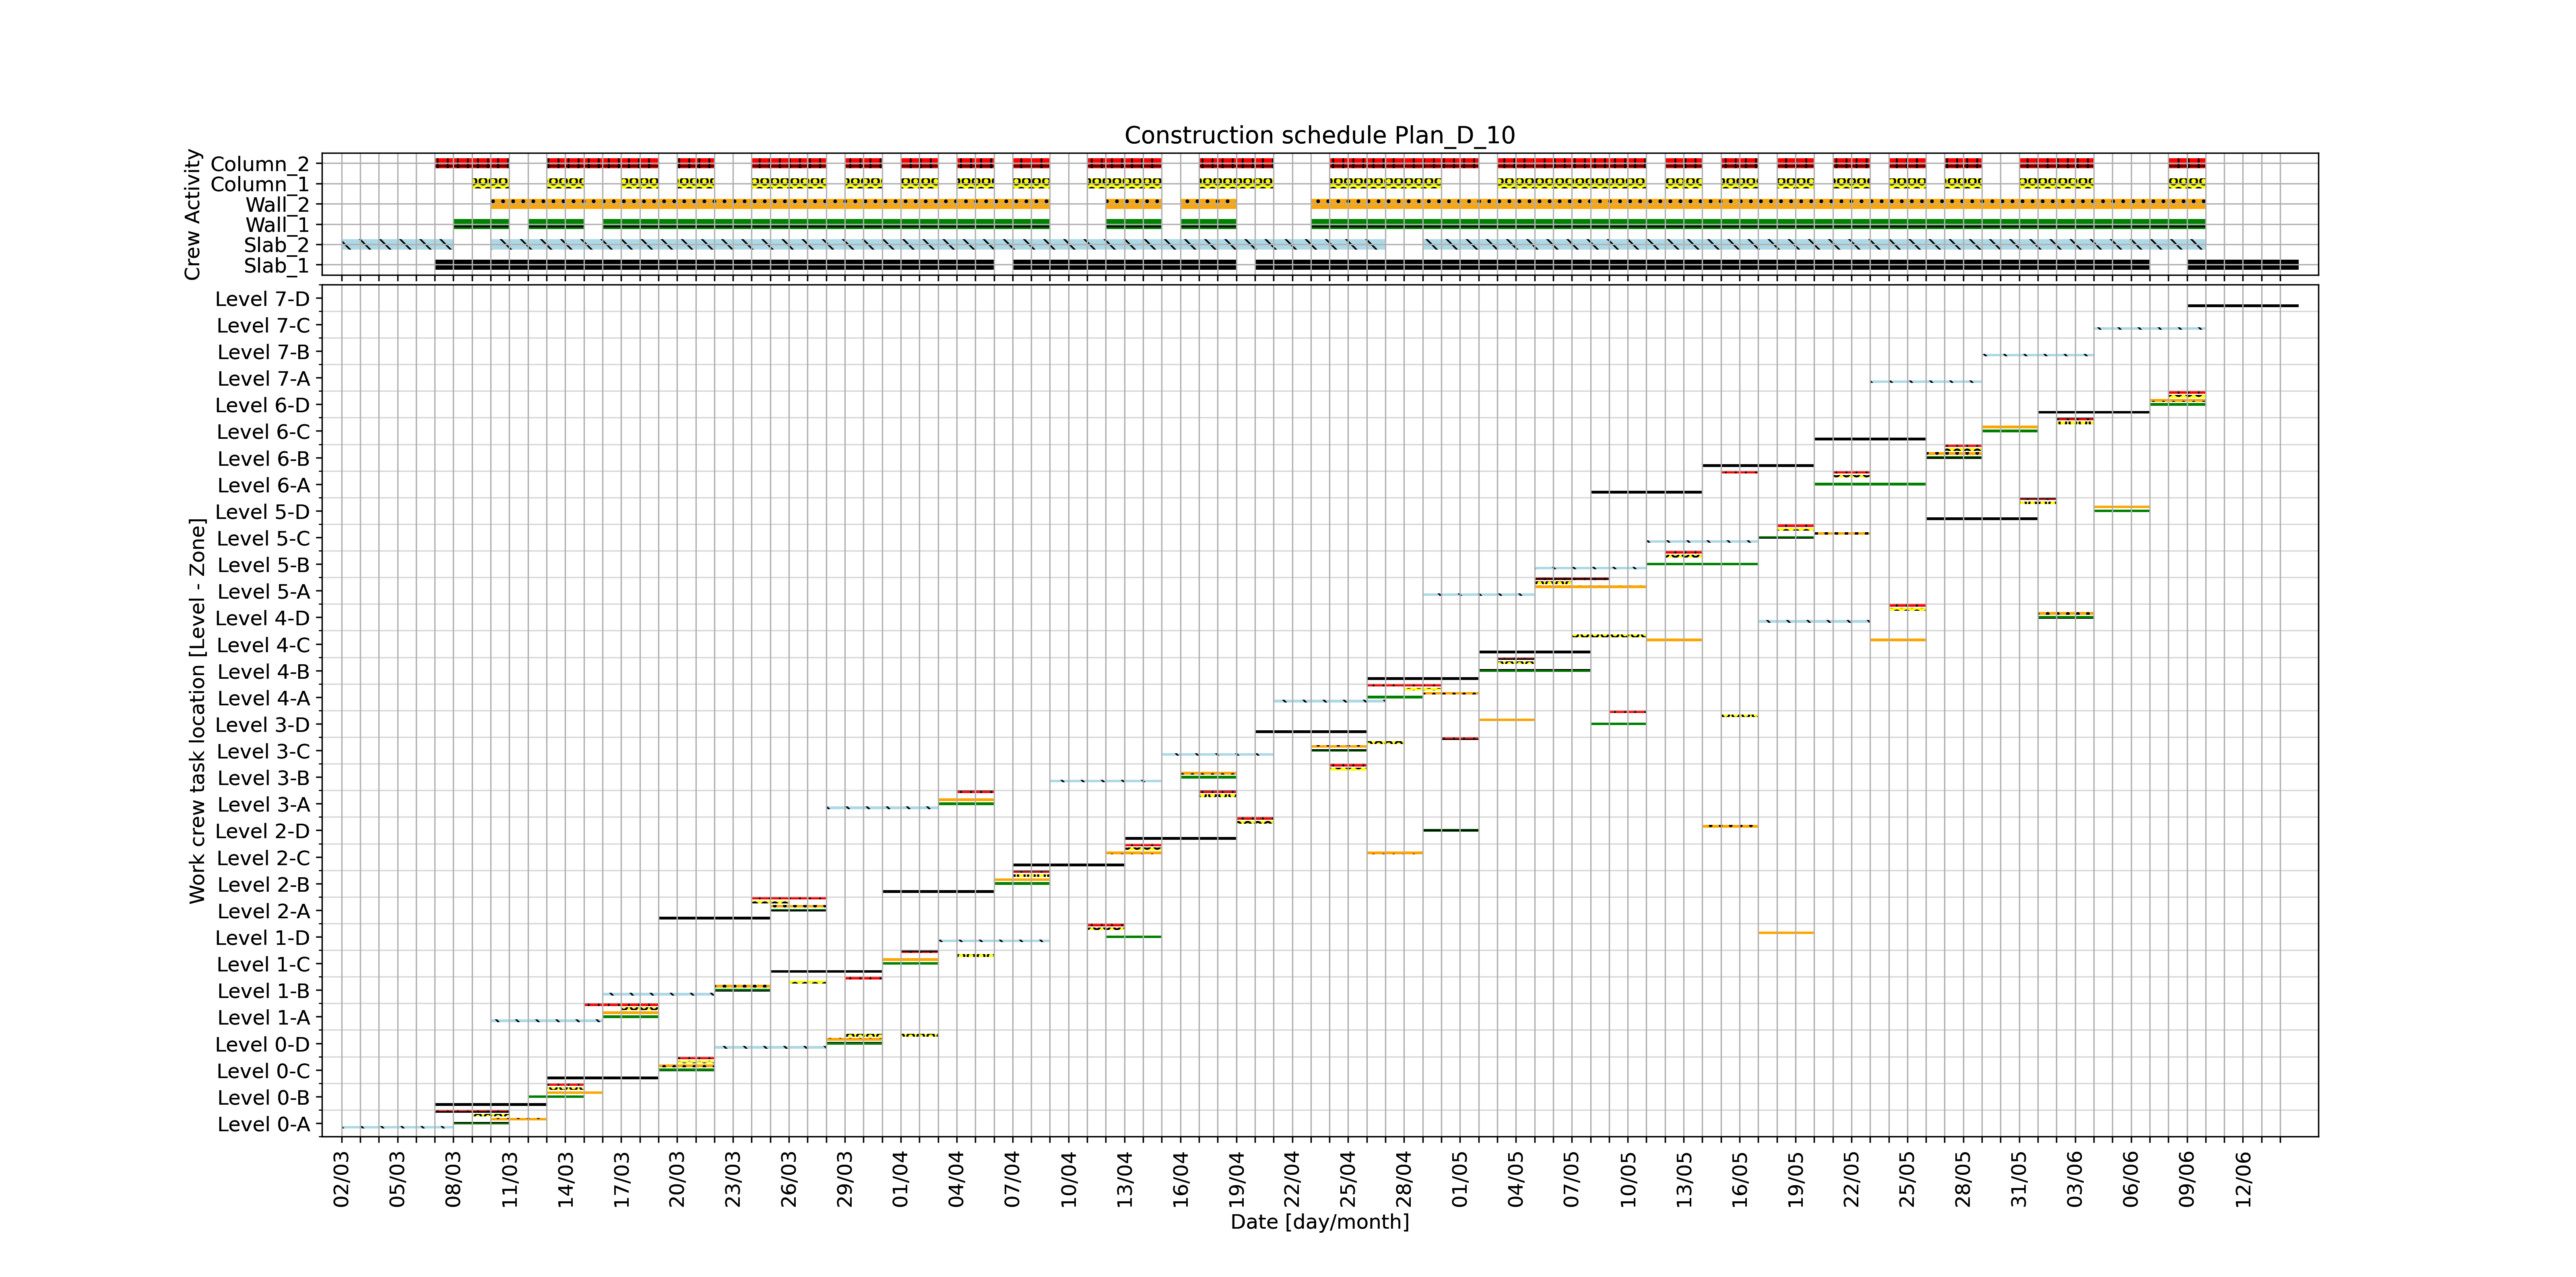 Construction schedule Plan_D_10
Crew Activity
Column_2
Column_1
Wall_2
Wall_1
Slab_2
Slab_1
Work crew task location [Level - Zone]
Level 7-D
Level 7-C
Level 7-B
Level 7-A
Level 6-D
Level 6-C
Level 6-B
Level 6-A
Level 5-D
Level 5-C
Level 5-B
Level 5-A
Level 4-D
Level 4-C
Level 4-B
Level 4-A
Level 3-D
Level 3-C
Level 3-B
Level 3-A
Level 2-D
Level 2-C
Level 2-B
Level 2-A
Level 1-D
Level 1-C
Level 1-B
Level 1-A
Level 0-D
Level 0-C
Level 0-B
Level 0-A
02/03 05/03 08/03 11/03 14/03 17/03 20/03 23/03 26/03 29/03 01/04 04/04 07/04 10/04 13/04 16/04 19/04 22/04 25/04 28/04 01/05 04/05 07/05 10/05 13/05 16/05 19/05 22/05 25/05 28/05 31/05 03/06 06/06 09/06 12/06
Date [day/month]